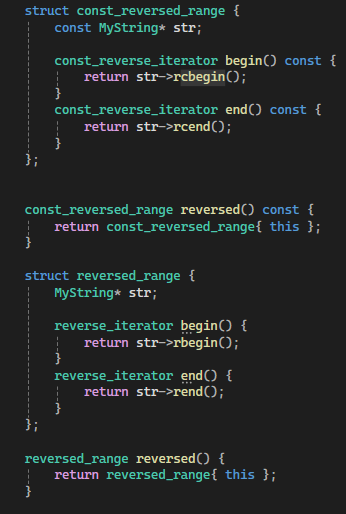 struct const_reversed_range {
    const MyString* str;

    const_reverse_iterator begin() const {
        return str->rcbegin();
    }
    const_reverse_iterator end() const {
        return str->rcend();
    }
};

const_reversed_range reversed() const {
    return const_reversed_range{ this };
}

struct reversed_range {
    MyString* str;

    reverse_iterator begin() {
        return str->rbegin();
    }
    reverse_iterator end() {
        return str->rend();
    }
};

reversed_range reversed() {
    return reversed_range{ this };
}